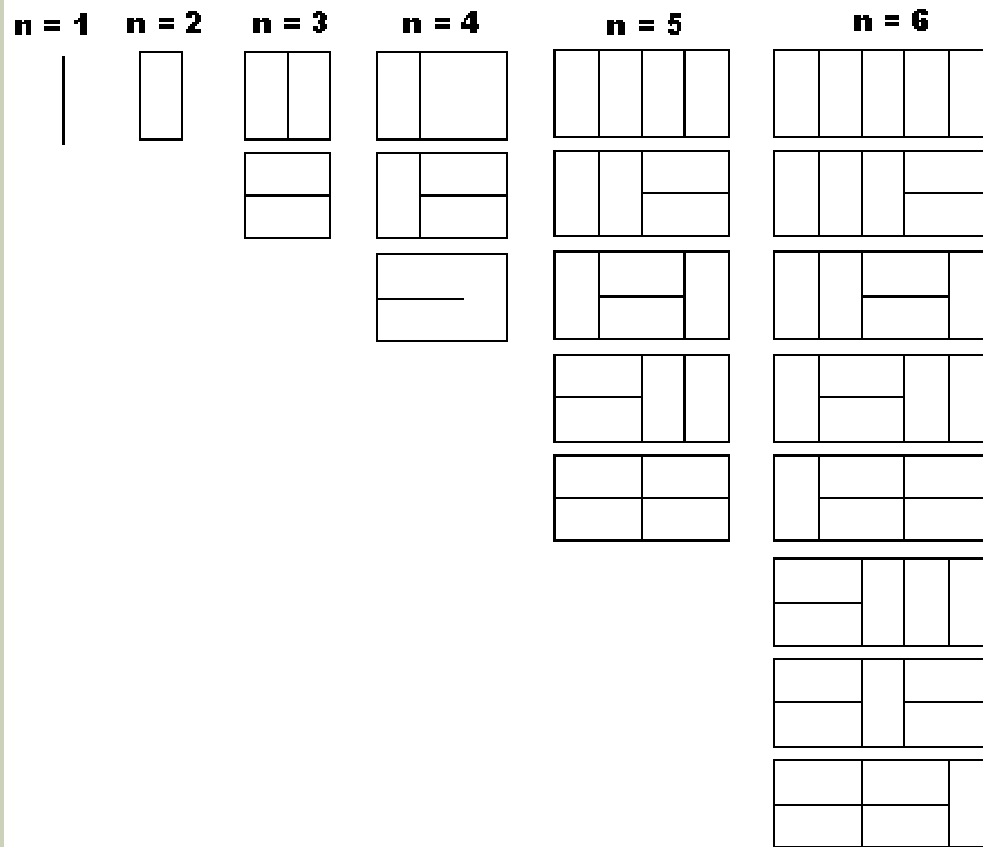 n = 1 n = 2 n = 3 n = 4 n = 5 n = 6